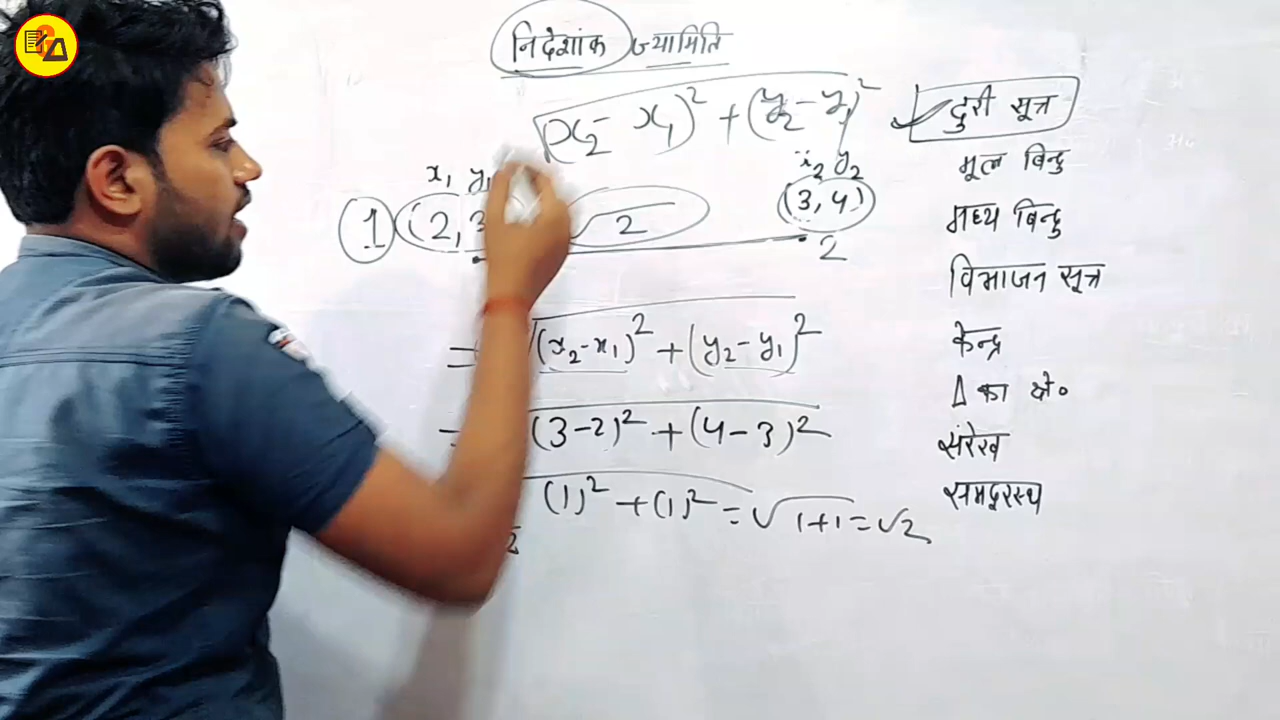 निर्देशांक ज्यामिति
√(x₂ - x₁)² + (y₂ - y₁)²
x₁ y₁
x₂ y₂
1 (2, 3
√2
(3, 4)
2
= √(x₂-x₁)² + (y₂-y₁)²
= √(3-2)² + (4-3)²
√(1)² + (1)² = √1+1 = √2
2
दुरी सूत्र
मूल बिन्दु
मध्य बिन्दु
विभाजन सूत्र
केन्द्र
Δ का क्षे०
संरेख
समदूरस्थ